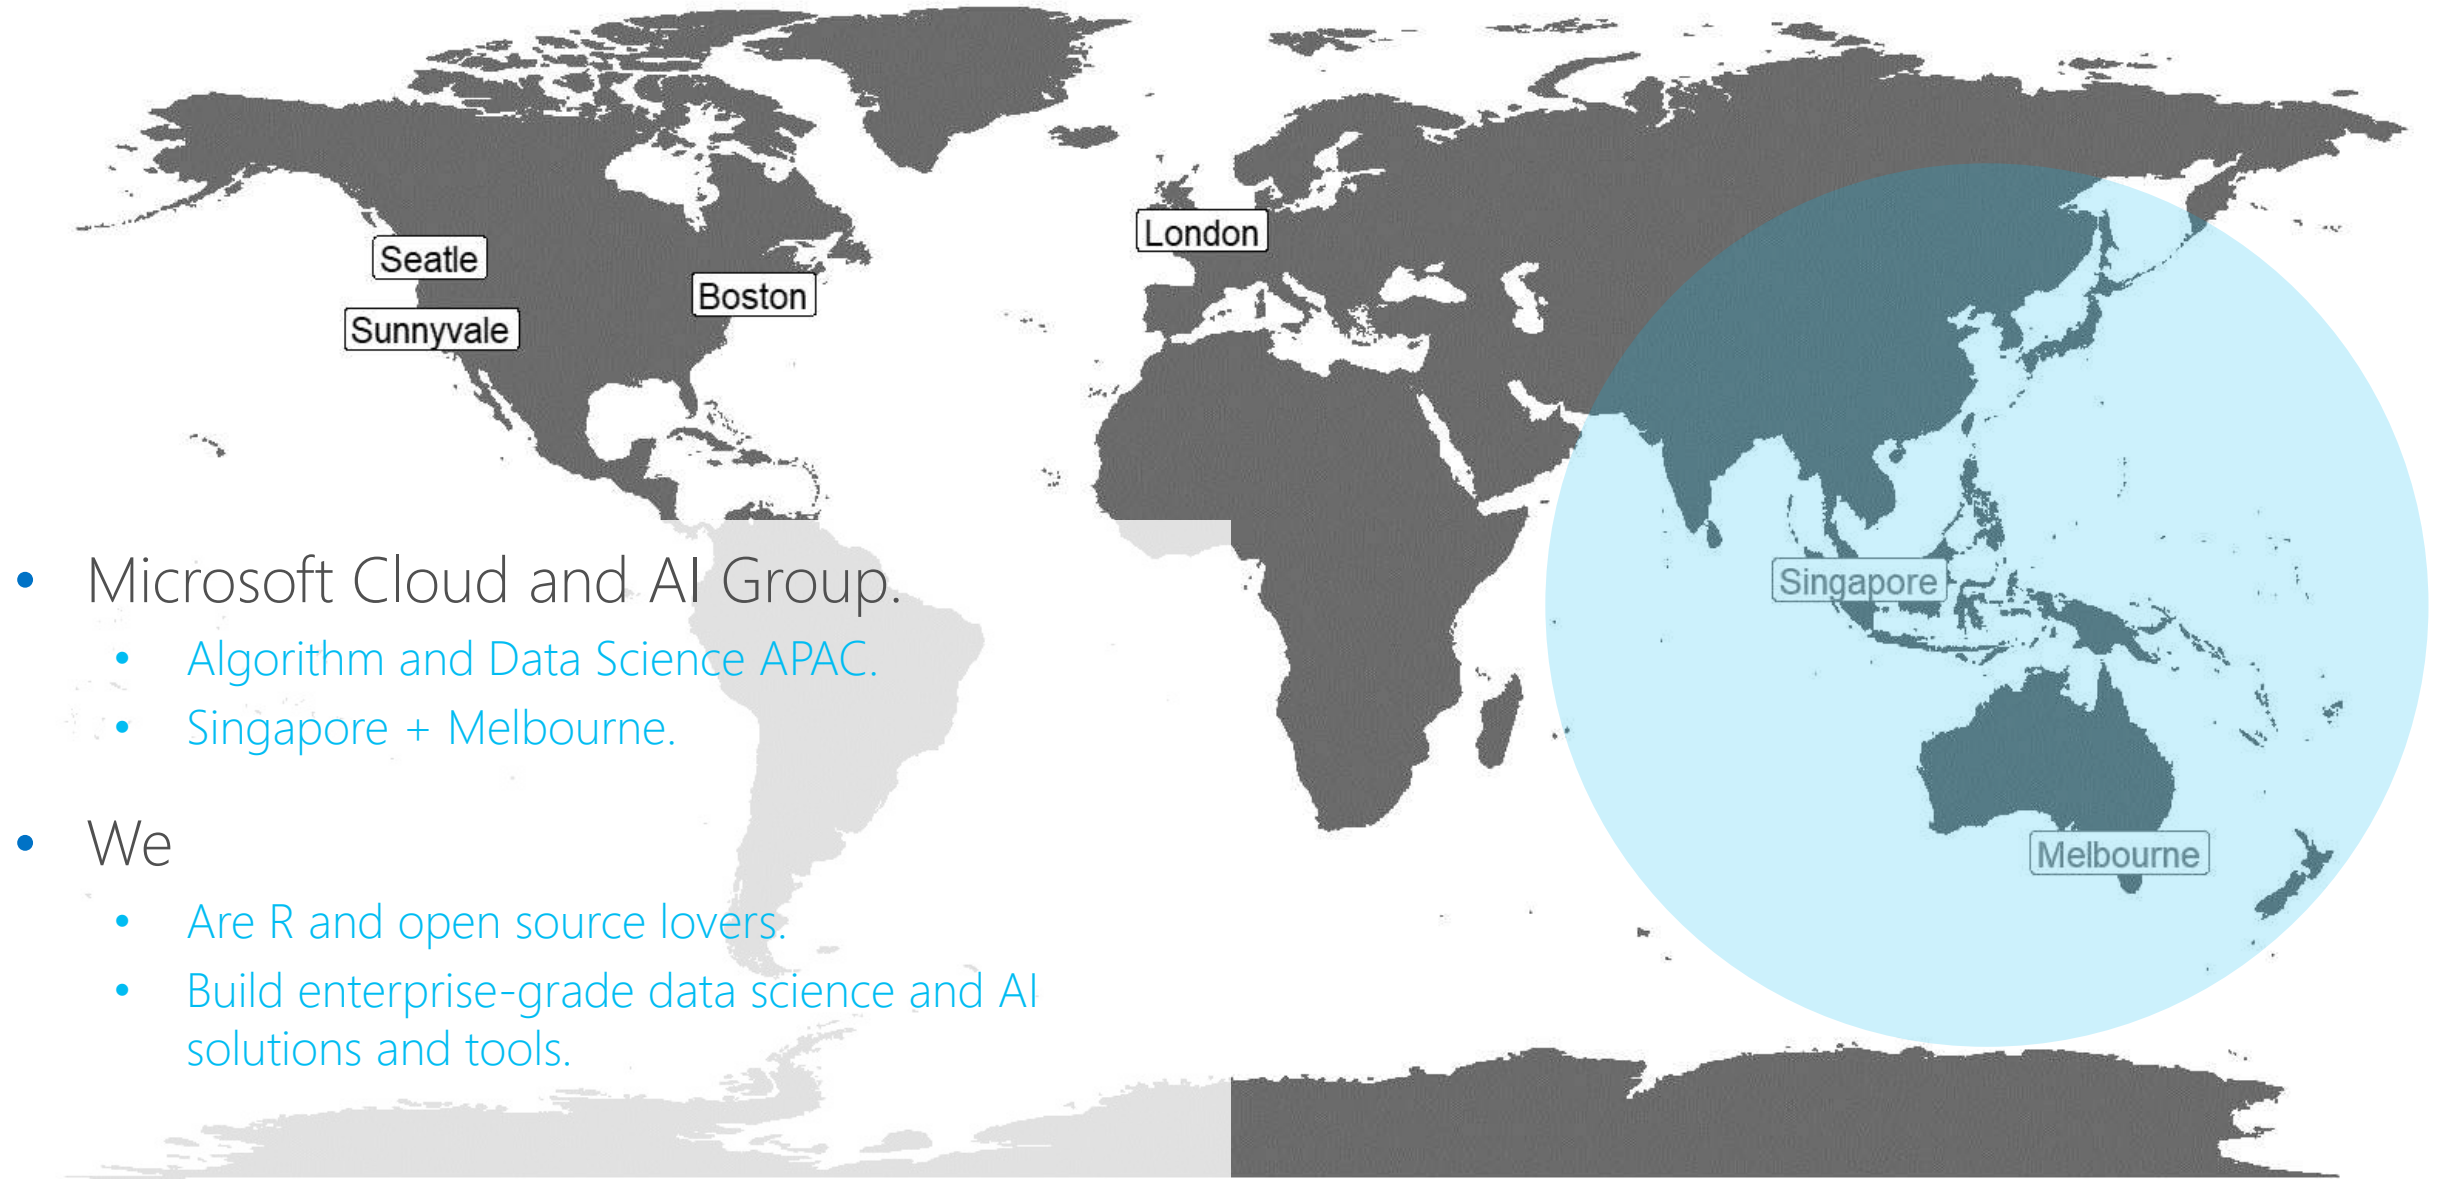 Seatle
Sunnyvale
Boston
London
Singapore
Melbourne
• Microsoft Cloud and AI Group.
• Algorithm and Data Science APAC.
• Singapore + Melbourne.
• We
• Are R and open source lovers.
• Build enterprise-grade data science and AI
solutions and tools.